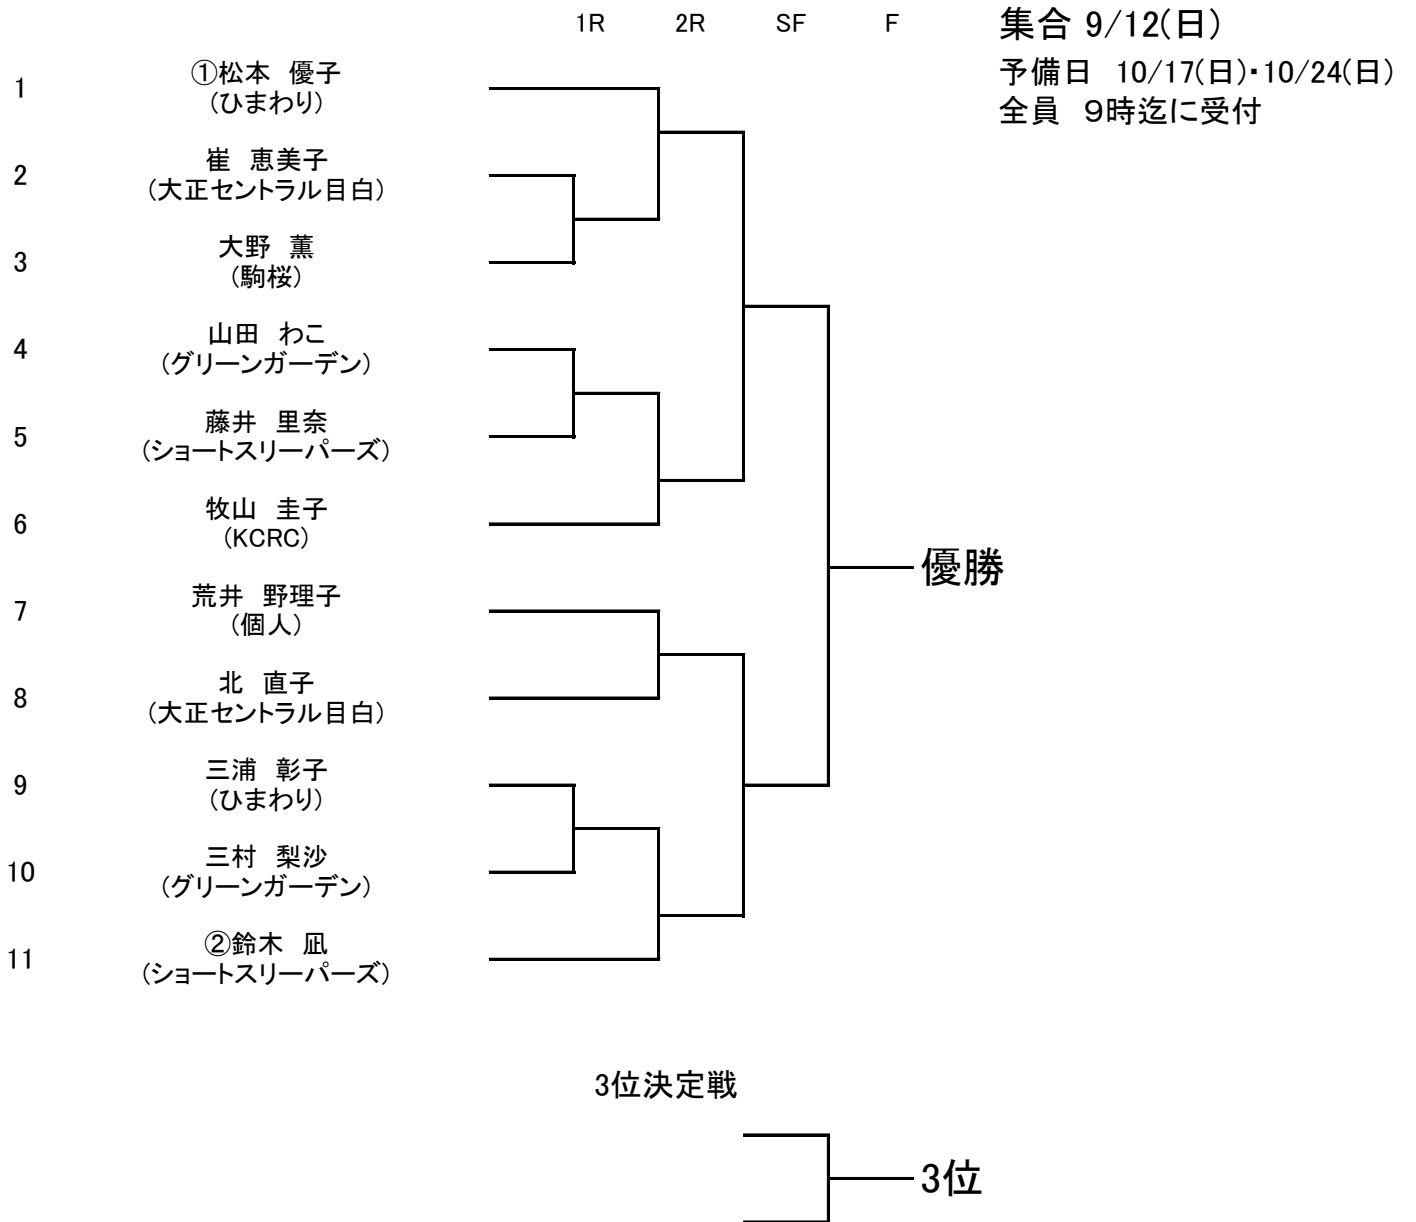 1R 2R SF F
集合 9/12(日)
予備日 10/17(日)・10/24(日)
全員 9時迄に受付
1 ①松本 優子
(ひまわり)
2 崔 恵美子
(大正セントラル目白)
3 大野 薫
(駒桜)
4 山田 わこ
(グリーンガーデン)
5 藤井 里奈
(ショートスリーパーズ)
6 牧山 圭子
(KCRC)
優勝
7 荒井 野理子
(個人)
8 北 直子
(大正セントラル目白)
9 三浦 彰子
(ひまわり)
10 三村 梨沙
(グリーンガーデン)
11 ②鈴木 凪
(ショートスリーパーズ)
3位決定戦
3位